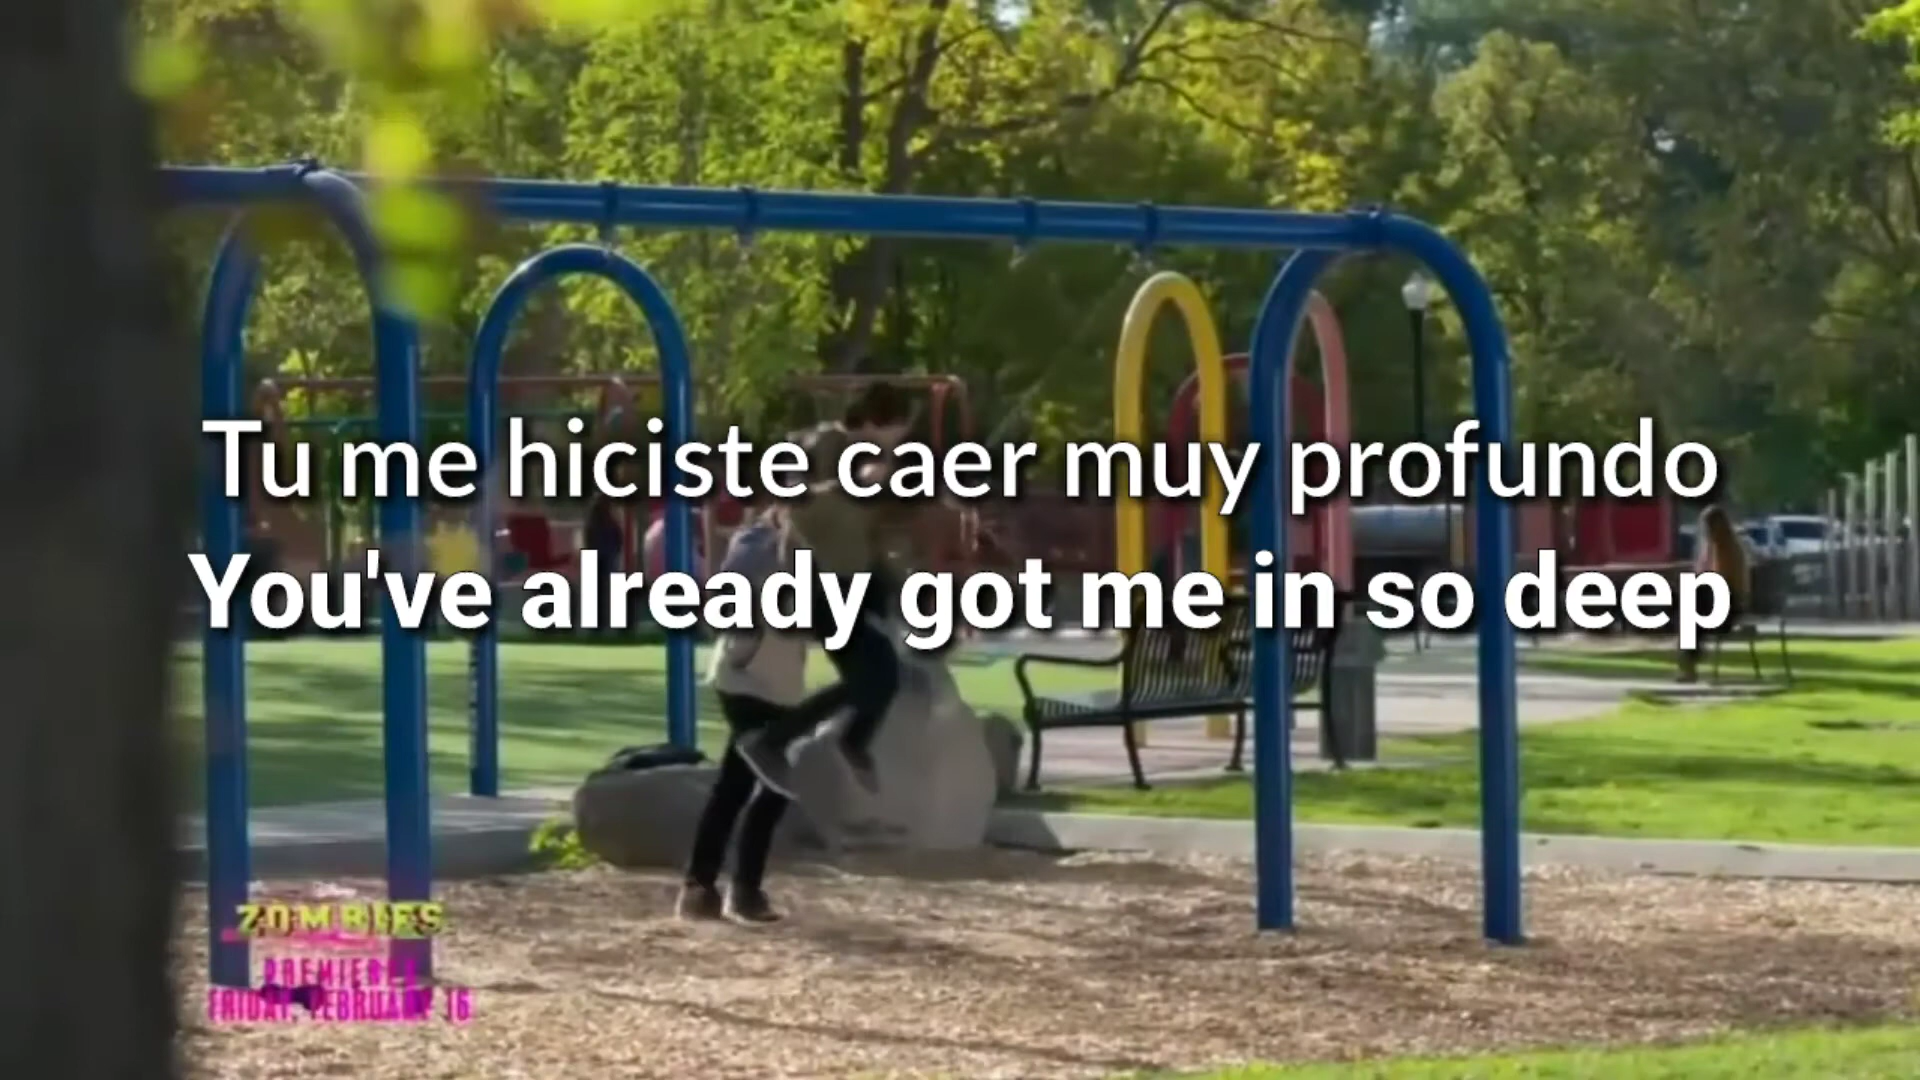 Tu me hiciste caer muy profundo
You've already got me in so deep
ZOMBIES
PREMIERES
FRIDAY, FEBRUARY 16